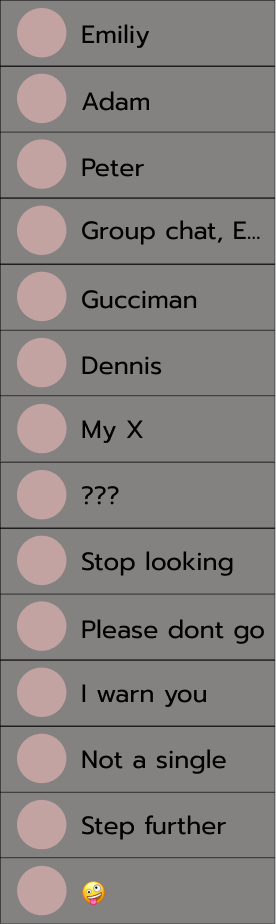 Emiliy
Adam
Peter
Group chat, E...
Gucciman
Dennis
My X
???
Stop looking
Please dont go
I warn you
Not a single
Step further
🤪